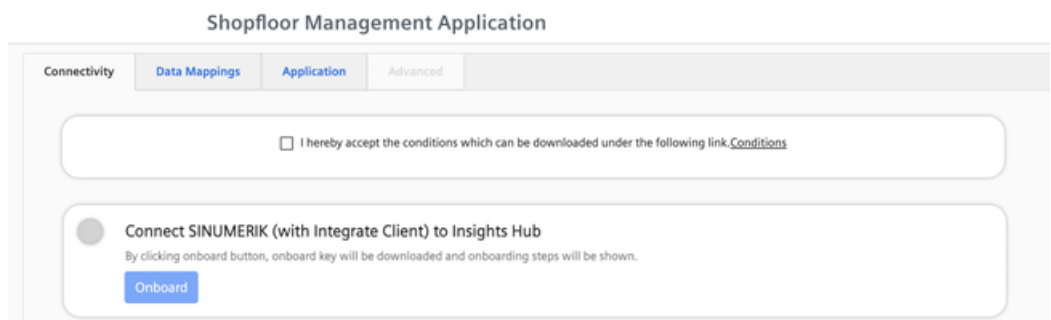 Shopfloor Management Application
Connectivity Data Mappings Application Advanced
I hereby accept the conditions which can be downloaded under the following link.Conditions
Connect SINUMERIK (with Integrate Client) to Insights Hub
By clicking onboard button, onboard key will be downloaded and onboarding steps will be shown.
Onboard